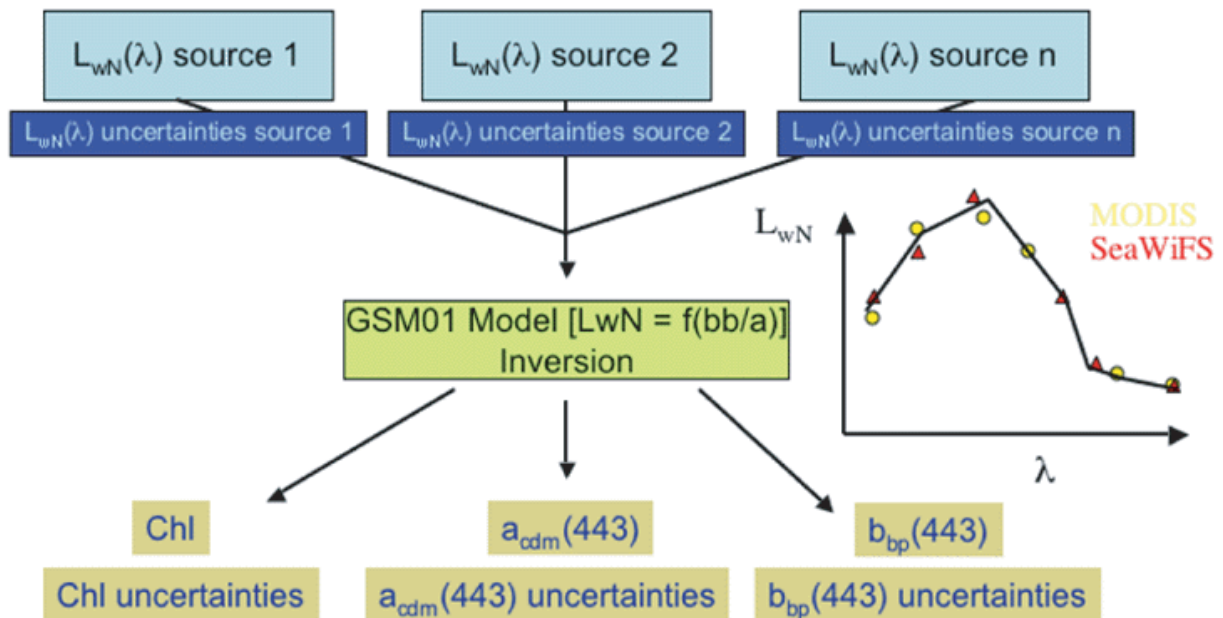 LwN(λ) source 1
LwN(λ) source 2
LwN(λ) source n
LwN(λ) uncertainties source 1
LwN(λ) uncertainties source 2
LwN(λ) uncertainties source n
LwN
MODIS
SeaWiFS
GSM01 Model [LwN = f(bb/a)]
Inversion
λ
Chl
acdm(443)
bbp(443)
Chl uncertainties
acdm(443) uncertainties
bbp(443) uncertainties